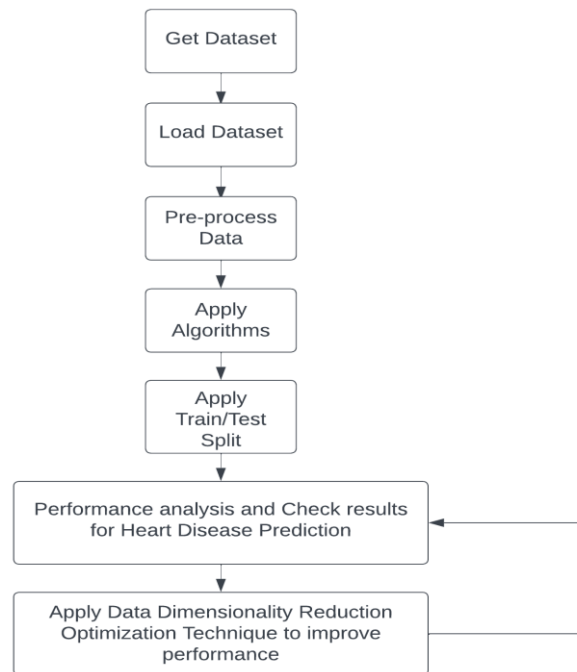 Get Dataset
Load Dataset
Pre-process
Data
Apply
Algorithms
Apply
Train/Test
Split
Performance analysis and Check results
for Heart Disease Prediction
Apply Data Dimensionality Reduction
Optimization Technique to improve
performance